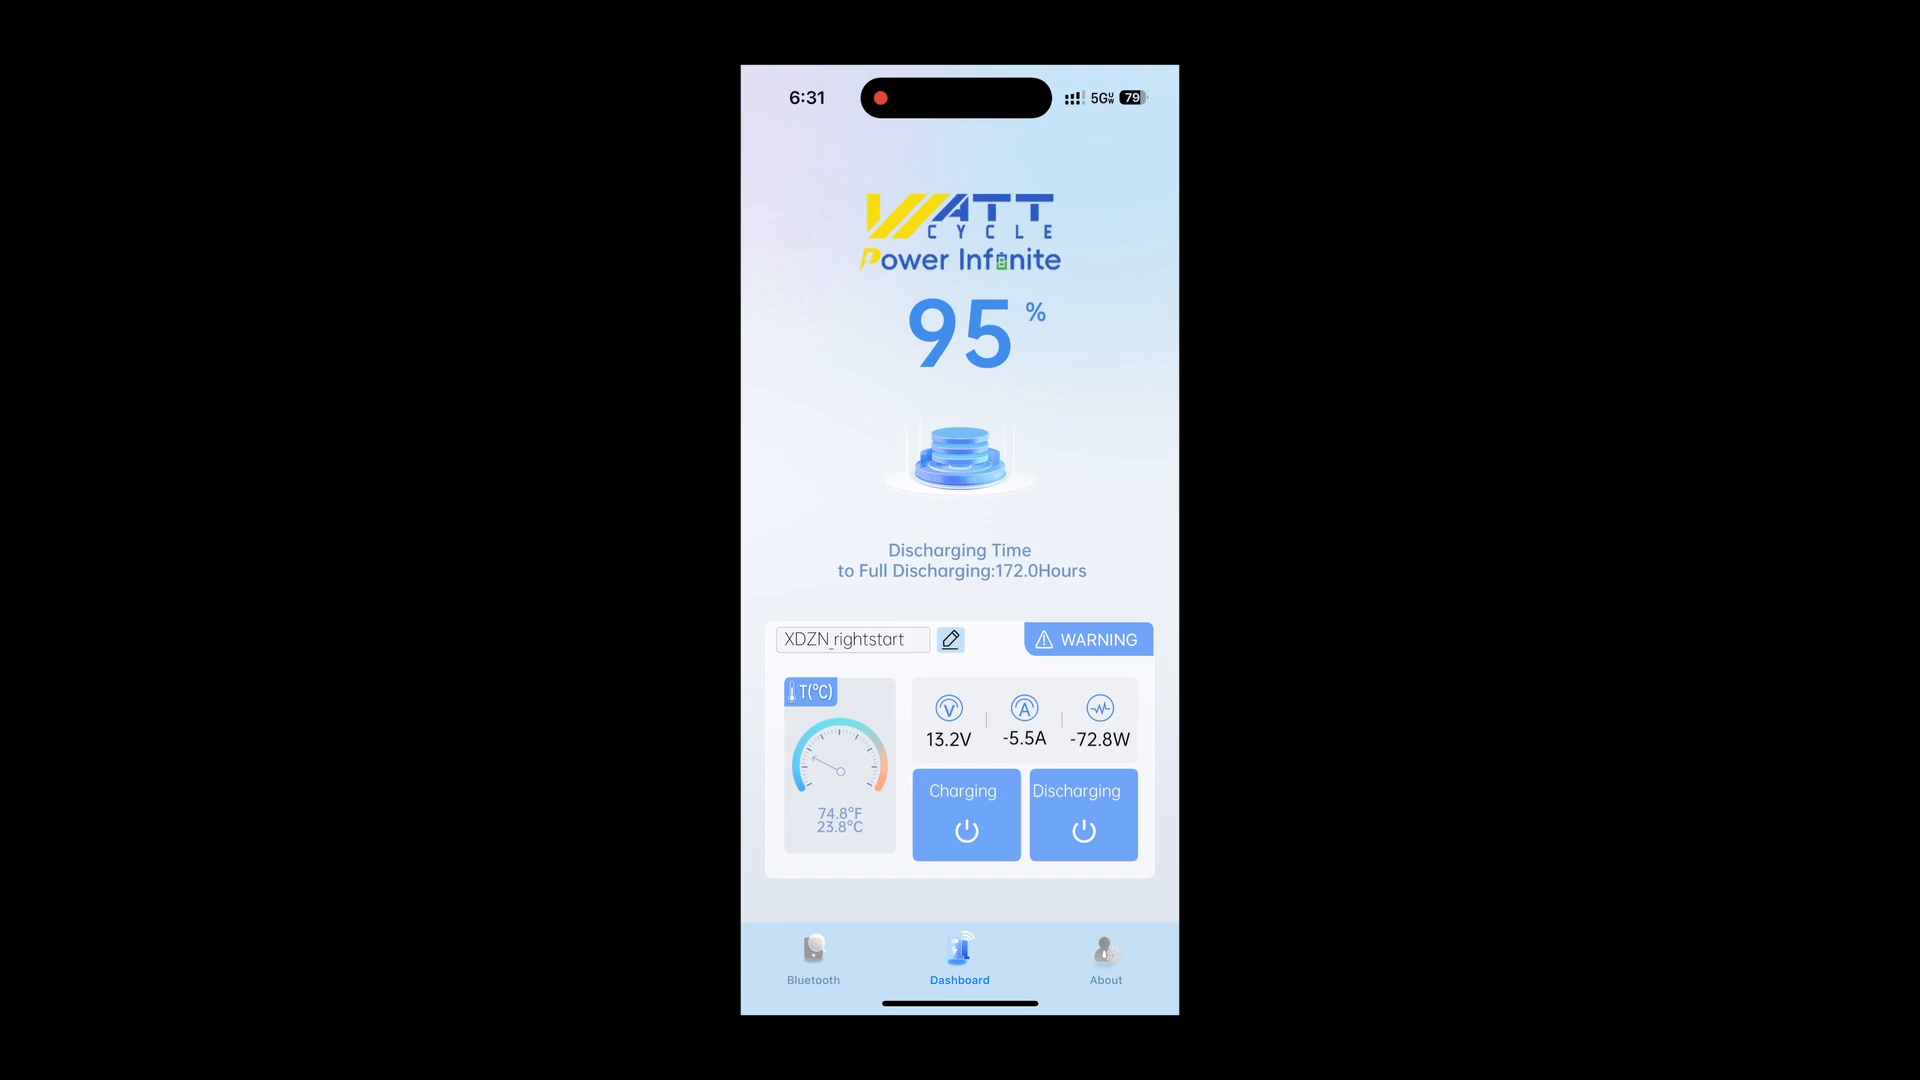 6:31
5G UW 79
WATT
CYCLE
Power Infinite
95 %
Discharging Time
to Full Discharging:172.0Hours
XDZN_rightstart
WARNING
T(°C)
13.2V -5.5A -72.8W
74.8°F
23.8°C
Charging Discharging
Bluetooth Dashboard About